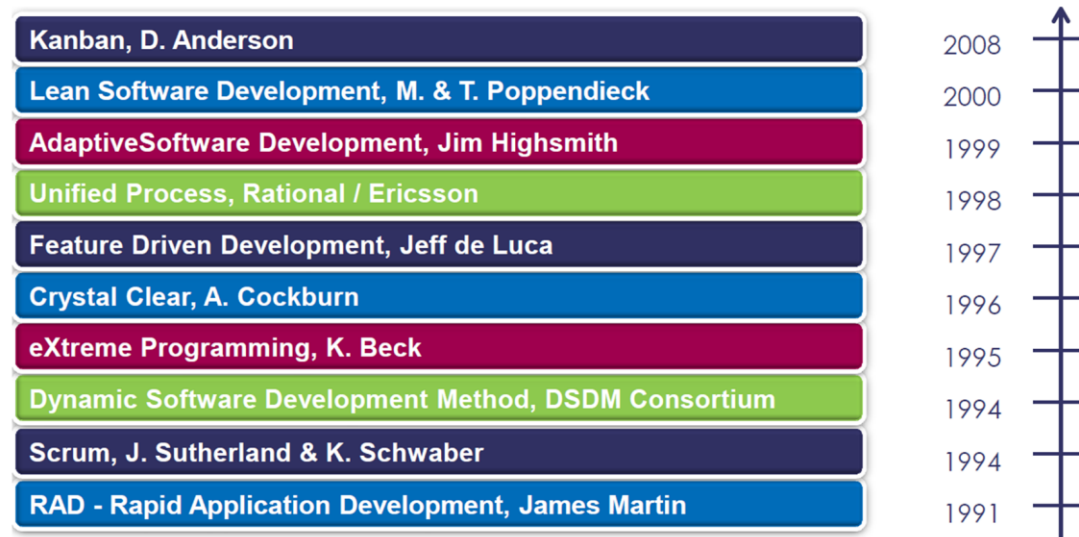 Kanban, D. Anderson 2008
Lean Software Development, M. & T. Poppendieck 2000
AdaptiveSoftware Development, Jim Highsmith 1999
Unified Process, Rational / Ericsson 1998
Feature Driven Development, Jeff de Luca 1997
Crystal Clear, A. Cockburn 1996
eXtreme Programming, K. Beck 1995
Dynamic Software Development Method, DSDM Consortium 1994
Scrum, J. Sutherland & K. Schwaber 1994
RAD - Rapid Application Development, James Martin 1991